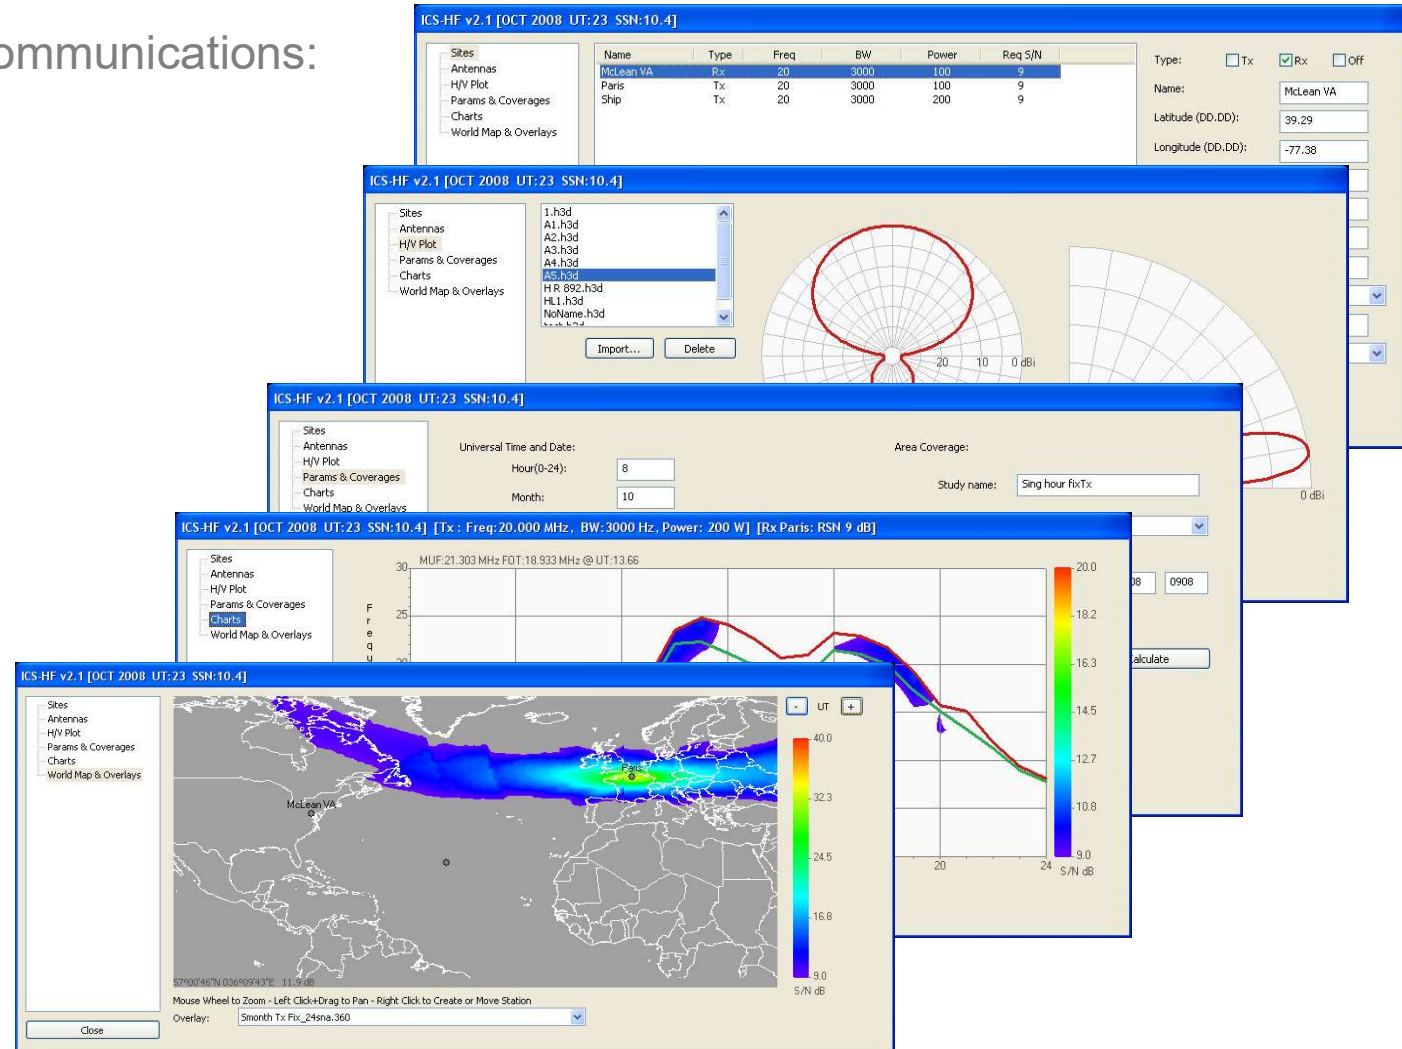 ommunications:
ICS-HF v2.1 [OCT 2008 UT:23 SSN:10.4]
Sites
Antennas
H/V Plot
Params & Coverages
Charts
World Map & Overlays
Name Type Freq BW Power Req S/N
McLean VA Rx 20 3000 100 9
Paris Tx 20 3000 100 9
Ship Tx 20 3000 200 9
Type: Tx Rx Off
Name: McLean VA
Latitude (DD.DD): 39.29
Longitude (DD.DD): -77.38
ICS-HF v2.1 [OCT 2008 UT:23 SSN:10.4]
Sites
Antennas
H/V Plot
Params & Coverages
Charts
World Map & Overlays
1.h3d
A1.h3d
A2.h3d
A3.h3d
A4.h3d
A5.h3d
H R 892.h3d
HL1.h3d
NoName.h3d
Import... Delete
20 10 0 dBi
0 dBi
ICS-HF v2.1 [OCT 2008 UT:23 SSN:10.4]
Sites
Antennas
H/V Plot
Params & Coverages
Charts
World Map & Overlays
Universal Time and Date:
Hour(0-24): 8
Month: 10
Area Coverage:
Study name: Sing hour fixTx
08 0908
alculate
ICS-HF v2.1 [OCT 2008 UT:23 SSN:10.4] [Tx : Freq:20.000 MHz, BW:3000 Hz, Power: 200 W] [Rx Paris: RSN 9 dB]
Sites
Antennas
H/V Plot
Params & Coverages
Charts
World Map & Overlays
MUF:21.303 MHz FOT:18.933 MHz @ UT:13.66
F
r
e
q
u
30
25
20
20 24
20.0
18.2
16.3
14.5
12.7
10.8
9.0
S/N dB
ICS-HF v2.1 [OCT 2008 UT:23 SSN:10.4]
Sites
Antennas
H/V Plot
Params & Coverages
Charts
World Map & Overlays
McLean VA
Paris
57°00'46"N 036°09'43"E 11.9 dB
- UT +
40.0
32.3
24.5
16.8
9.0
S/N dB
Mouse Wheel to Zoom - Left Click+Drag to Pan - Right Click to Create or Move Station
Overlay: Smonth Tx Fix_24sna.360
Close